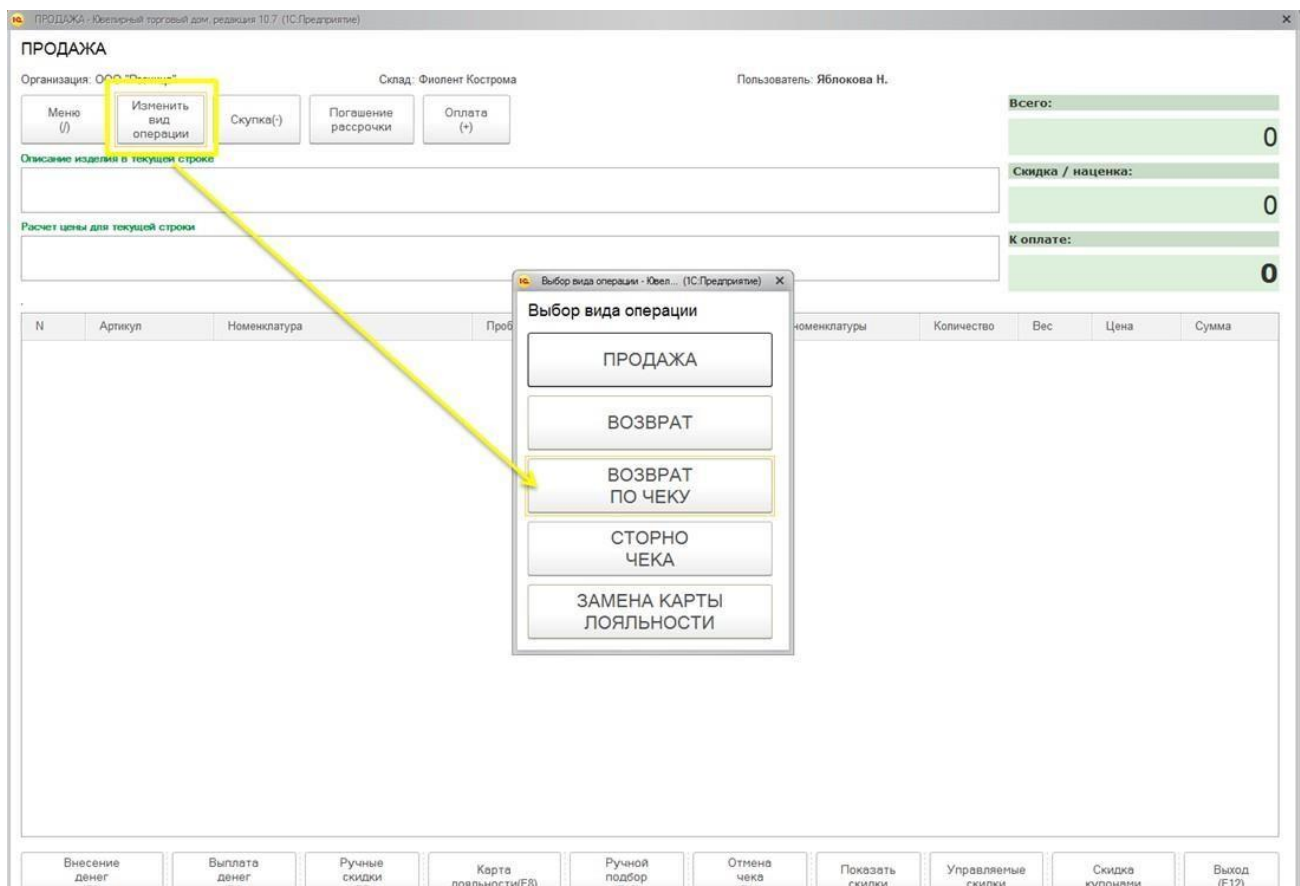 ПРОДАЖА - Ювелирный торговый дом, редакция 10.7 (1С:Предприятие)
ПРОДАЖА
Организация: ООО Склад: Фиолент Кострома Пользователь: Яблокова Н.
Меню
(/)
Изменить
вид
операции
Скупка(-)
Погашение
рассрочки
Оплата
(+)
Всего:
0
Описание изделия в текущей строке
Скидка / наценка:
0
Расчет цены для текущей строки
К оплате:
0
Выбор вида операции - Ювел... (1С:Предприятие)
Выбор вида операции
N Артикул Номенклатура Проб номенклатуры Количество Вес Цена Сумма
ПРОДАЖА
ВОЗВРАТ
ВОЗВРАТ
ПО ЧЕКУ
СТОРНО
ЧЕКА
ЗАМЕНА КАРТЫ
ЛОЯЛЬНОСТИ
Внесение
денег
Выплата
денег
Ручные
скидки
Карта
лояльности(F8)
Ручной
подбор
Отмена
чека
Показать
скидки
Управляемые
скидки
Скидка
купонами
Выход
(F12)